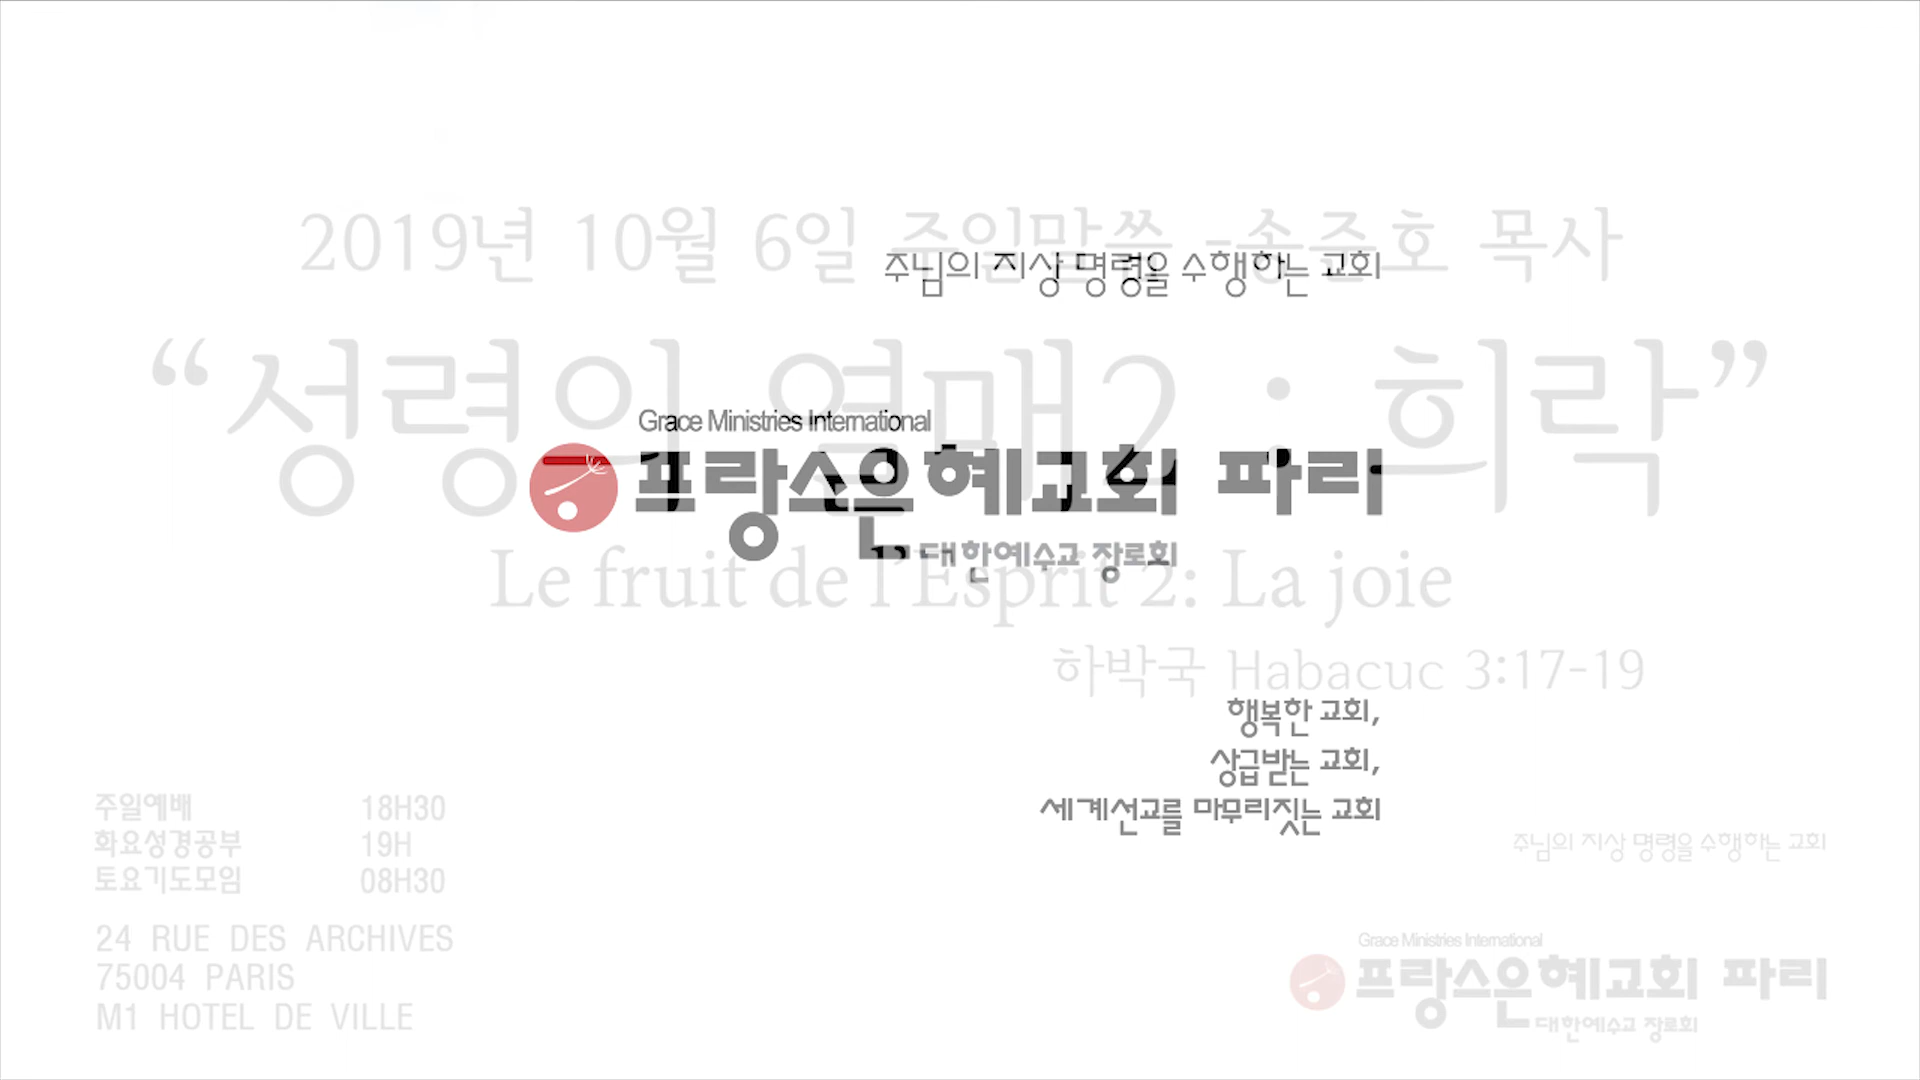 2019년 10월 6일 주일말씀 -송준호 목사
주님의 지상 명령을 수행하는 교회
“성령의 열매2 : 희락”
Grace Ministries International
프랑스은혜교회 파리
대한예수교 장로회
Le fruit de l’Esprit 2: La joie
하박국 Habacuc 3:17-19
행복한 교회,
상급받는 교회,
세계선교를 마무리짓는 교회
주일예배 18H30
화요성경공부 19H
토요기도모임 08H30
24 RUE DES ARCHIVES
75004 PARIS
M1 HOTEL DE VILLE
주님의 지상 명령을 수행하는 교회
Grace Ministries International
프랑스은혜교회 파리
대한예수교 장로회